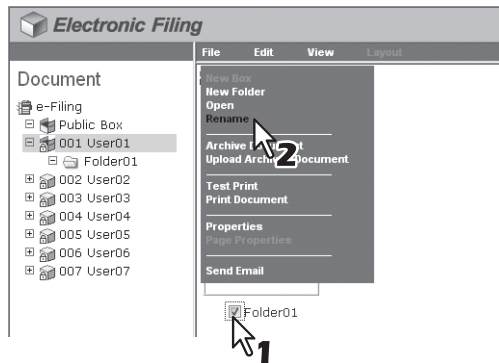 Electronic Filing
File Edit View Layout
Document
e-Filing
Public Box
001 User01
Folder01
002 User02
003 User03
004 User04
005 User05
006 User06
007 User07
New Box
New Folder
Open
Rename
Archive Document
Upload Archive Document
Test Print
Print Document
Properties
Page Properties
Send Email
2
Folder01
1